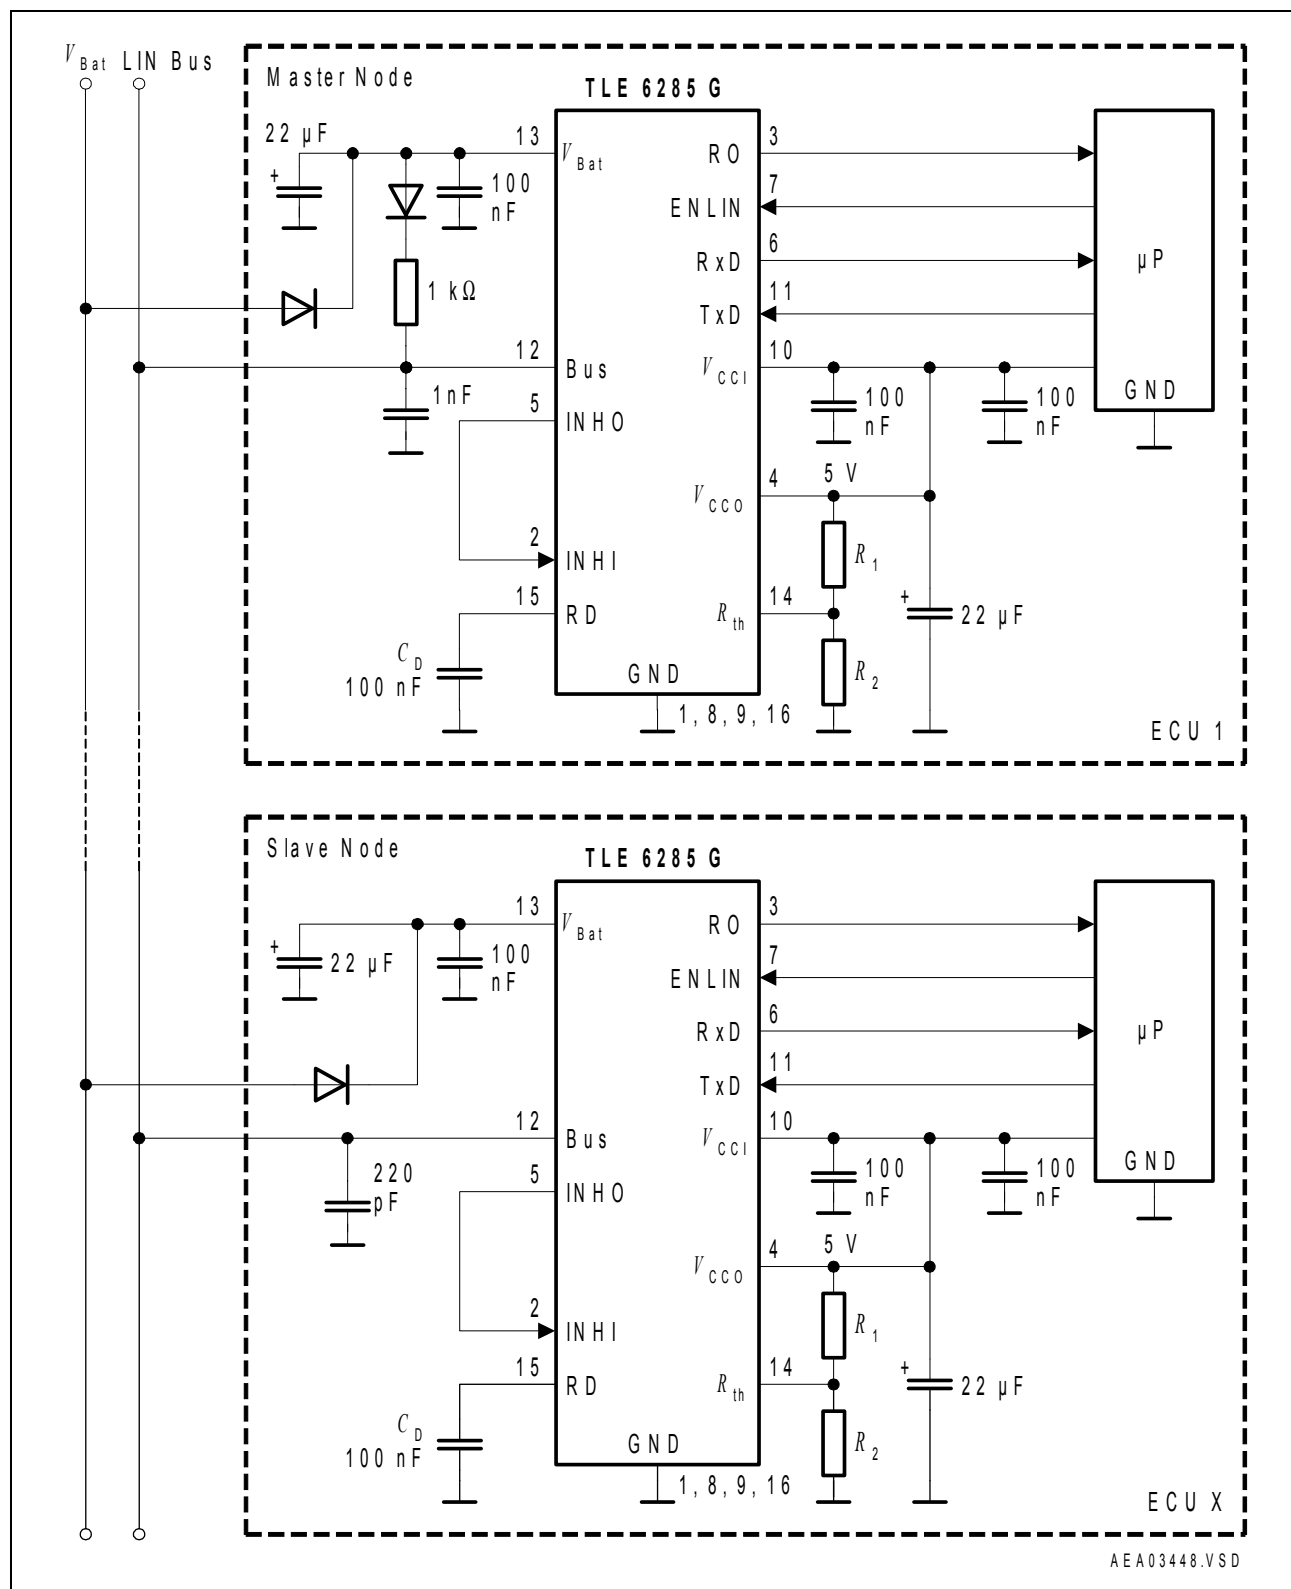 V Bat LIN Bus
Master Node
TLE 6285 G
22 µF
+
13
V Bat
100
nF
1 kΩ
12
Bus
1nF
5
INHO
2
INHI
15
RD
C D
100 nF
GND
1, 8, 9, 16
RO
3
ENLIN
7
RxD
6
TxD
11
V CCI
10
100
nF
100
nF
µP
GND
V CCO
4
5 V
R 1
R th
14
R 2
+
22 µF
ECU 1
Slave Node
TLE 6285 G
13
V Bat
+
22 µF
100
nF
12
Bus
220
pF
5
INHO
2
INHI
15
RD
C D
100 nF
GND
1, 8, 9, 16
RO
3
ENLIN
7
RxD
6
TxD
11
V CCI
10
100
nF
100
nF
µP
GND
V CCO
4
5 V
R 1
R th
14
R 2
+
22 µF
ECU X
AEA03448.VSD